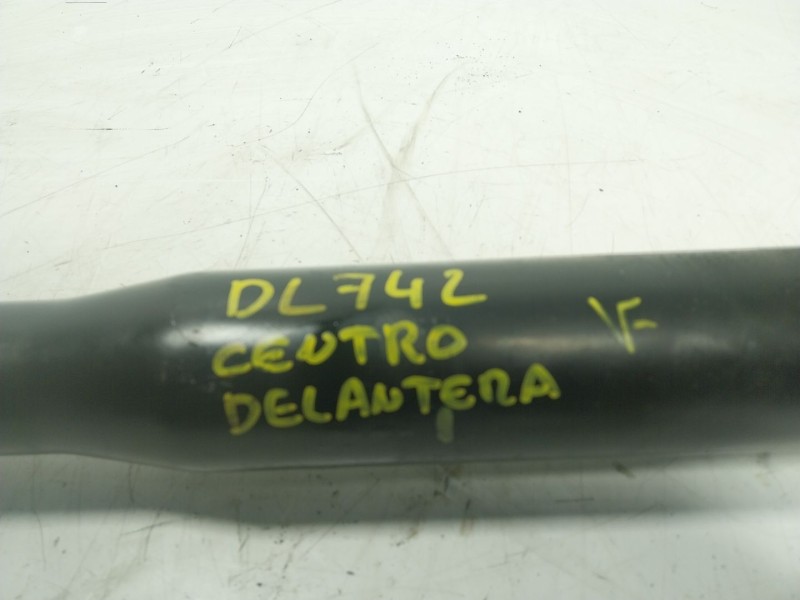 DL742
CENTRO
DELANTERA
V-